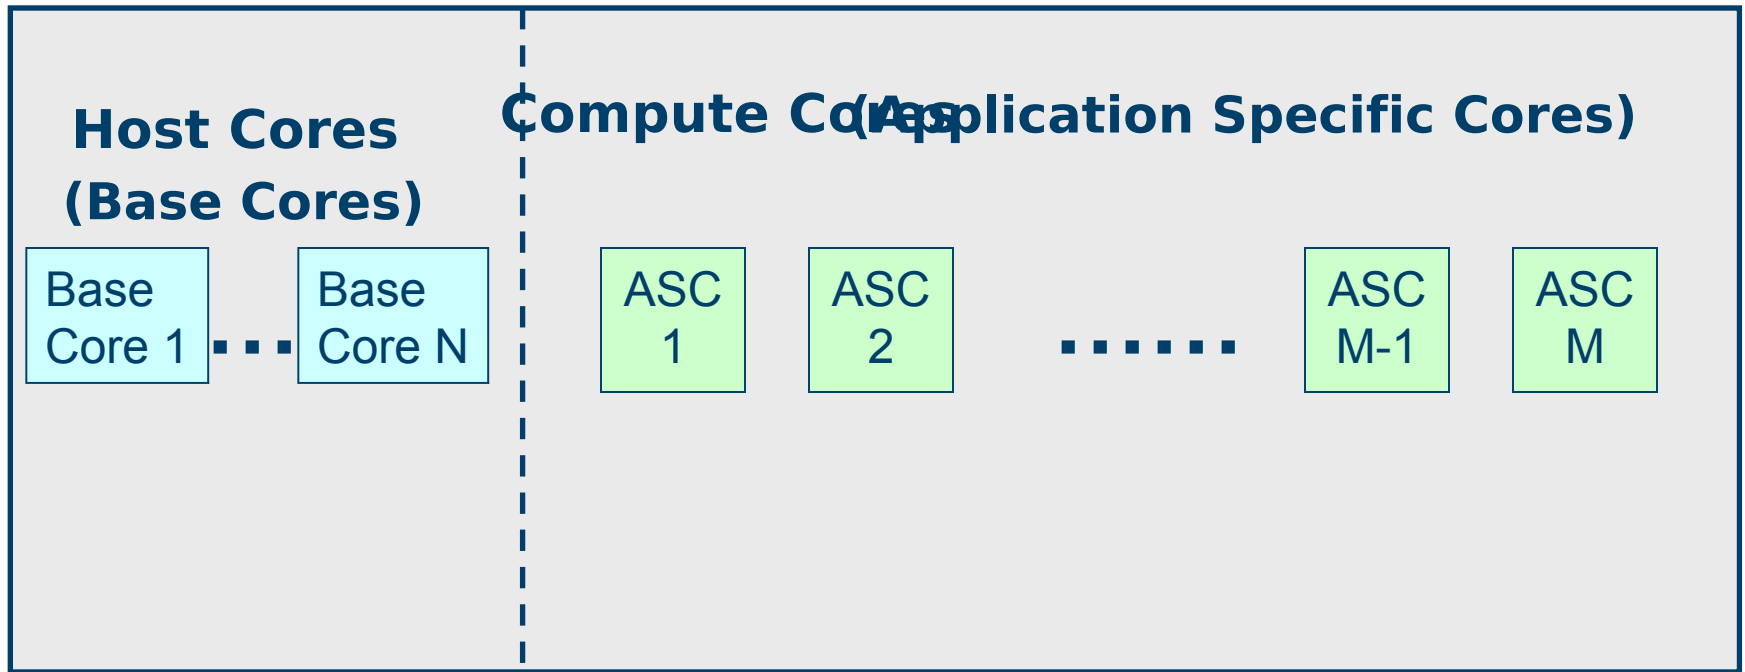 Host Cores
(Base Cores)
Compute Cores (Application Specific Cores)
Base
Core 1
...
Base
Core N
ASC
1
ASC
2
......
ASC
M-1
ASC
M